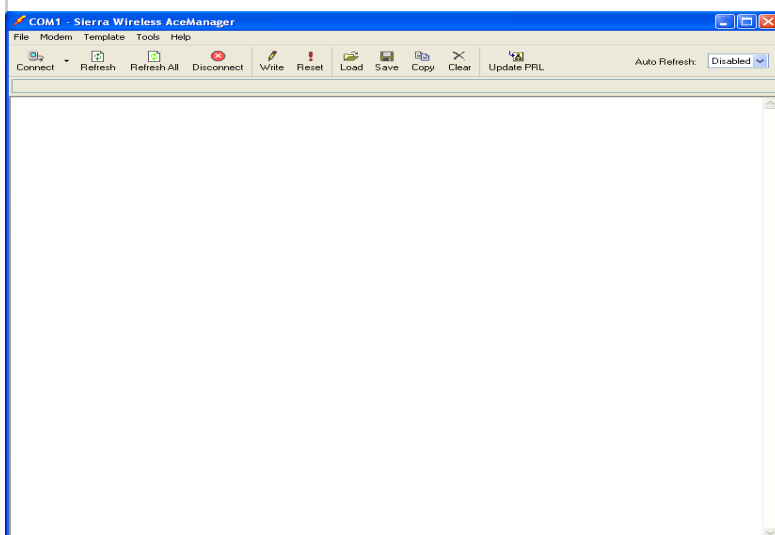 COM1 - Sierra Wireless AceManager
File Modem Template Tools Help
Connect Refresh Refresh All Disconnect Write Reset Load Save Copy Clear Update PRL Auto Refresh: Disabled